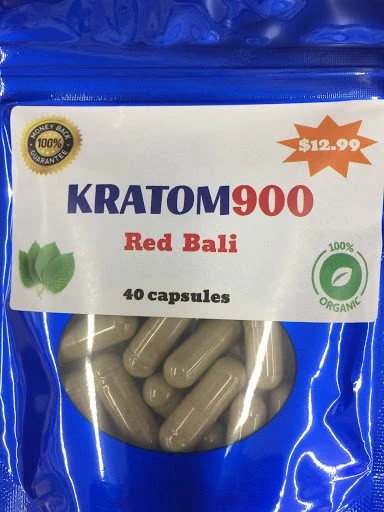 MONEY BACK
100%
GUARANTEE
$12.99
KRATOM900
Red Bali
100%
ORGANIC
40 capsules